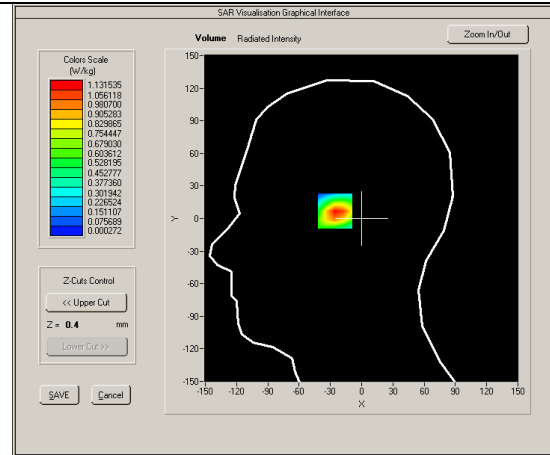 SAR Visualisation Graphical Interface
Volume Radiated Intensity
Zoom In/Out
Colors Scale
(W/kg)
1.131535
1.056118
0.980700
0.905283
0.829865
0.754447
0.679030
0.603612
0.528195
0.452777
0.377360
0.301942
0.226524
0.151107
0.075689
0.000272
Z-Cuts Control
<< Upper Cut
Z = 0.4 mm
Lower Cut >>
SAVE Cancel
150
120
90
60
30
0
-30
-60
-90
-120
-150
Y
-150 -120 -90 -60 -30 0 30 60 90 120 150
X